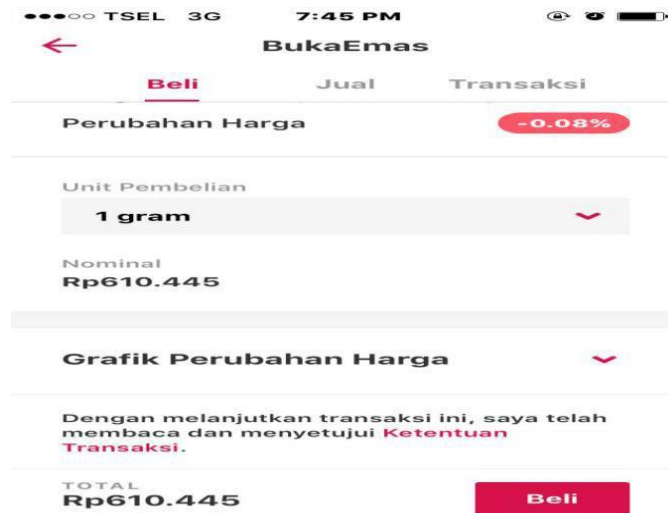 TSEL 3G 7:45 PM
BukaEmas
Beli Jual Transaksi
Perubahan Harga -0.08%
Unit Pembelian
1 gram
Nominal
Rp610.445
Grafik Perubahan Harga
Dengan melanjutkan transaksi ini, saya telah
membaca dan menyetujui Ketentuan
Transaksi.
TOTAL
Rp610.445 Beli